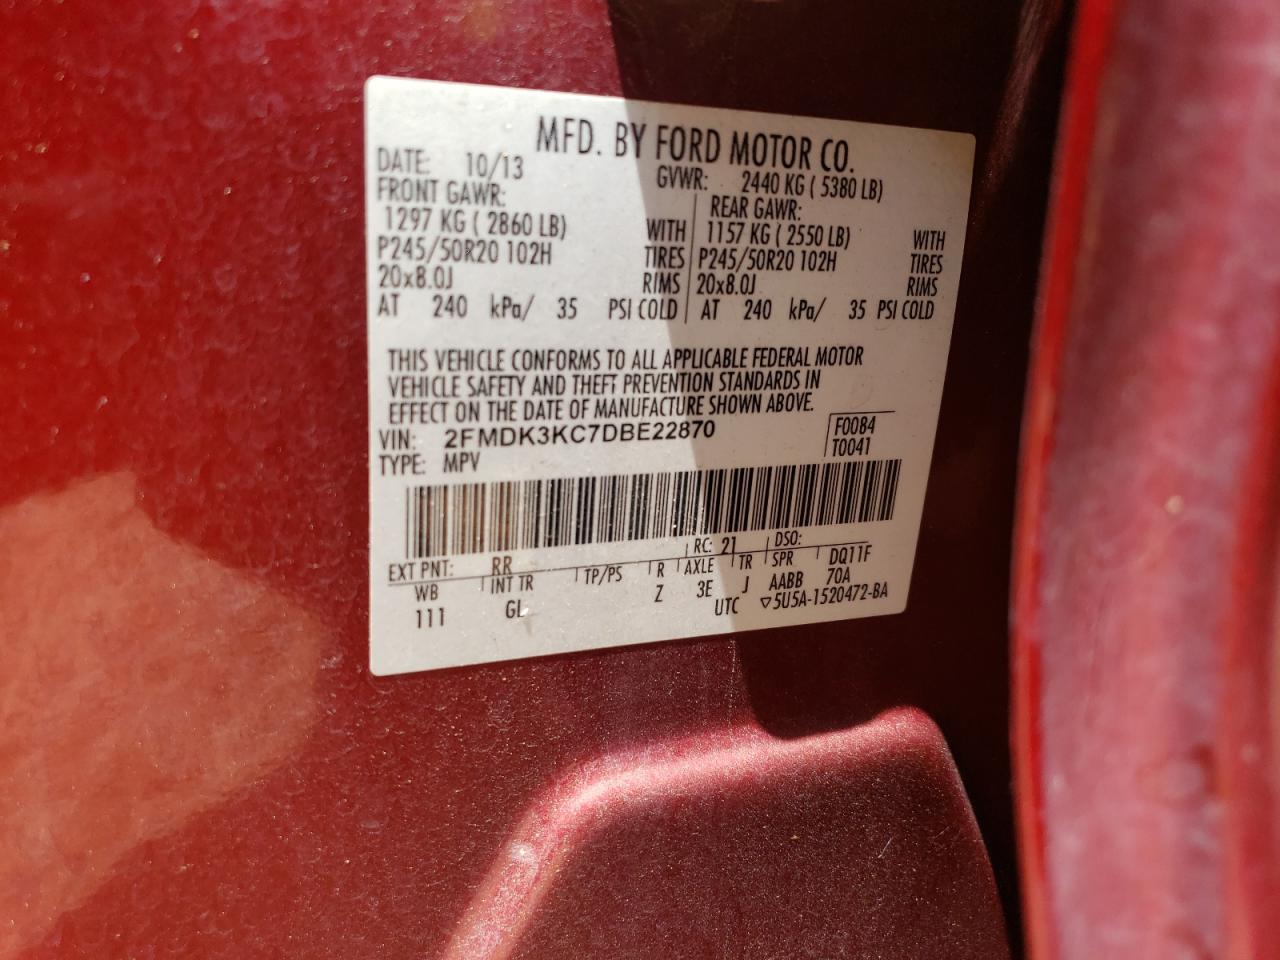 MFD. BY FORD MOTOR CO.
DATE: 10/13 GVWR: 2440 KG ( 5380 LB)
FRONT GAWR: REAR GAWR:
1297 KG ( 2860 LB) WITH 1157 KG ( 2550 LB) WITH
P245/50R20 102H TIRES P245/50R20 102H TIRES
20x8.0J RIMS 20x8.0J RIMS
AT 240 kPa/ 35 PSI COLD AT 240 kPa/ 35 PSI COLD
THIS VEHICLE CONFORMS TO ALL APPLICABLE FEDERAL MOTOR
VEHICLE SAFETY AND THEFT PREVENTION STANDARDS IN
EFFECT ON THE DATE OF MANUFACTURE SHOWN ABOVE.
VIN: 2FMDK3KC7DBE22870 F0084
TYPE: MPV T0041
EXT PNT: RR RC: 21 DSO:
WB INT TR TP/PS R AXLE TR SPR DQ11F
111 GL Z 3E J AABB 70A
UTC ▽5U5A-1520472-BA